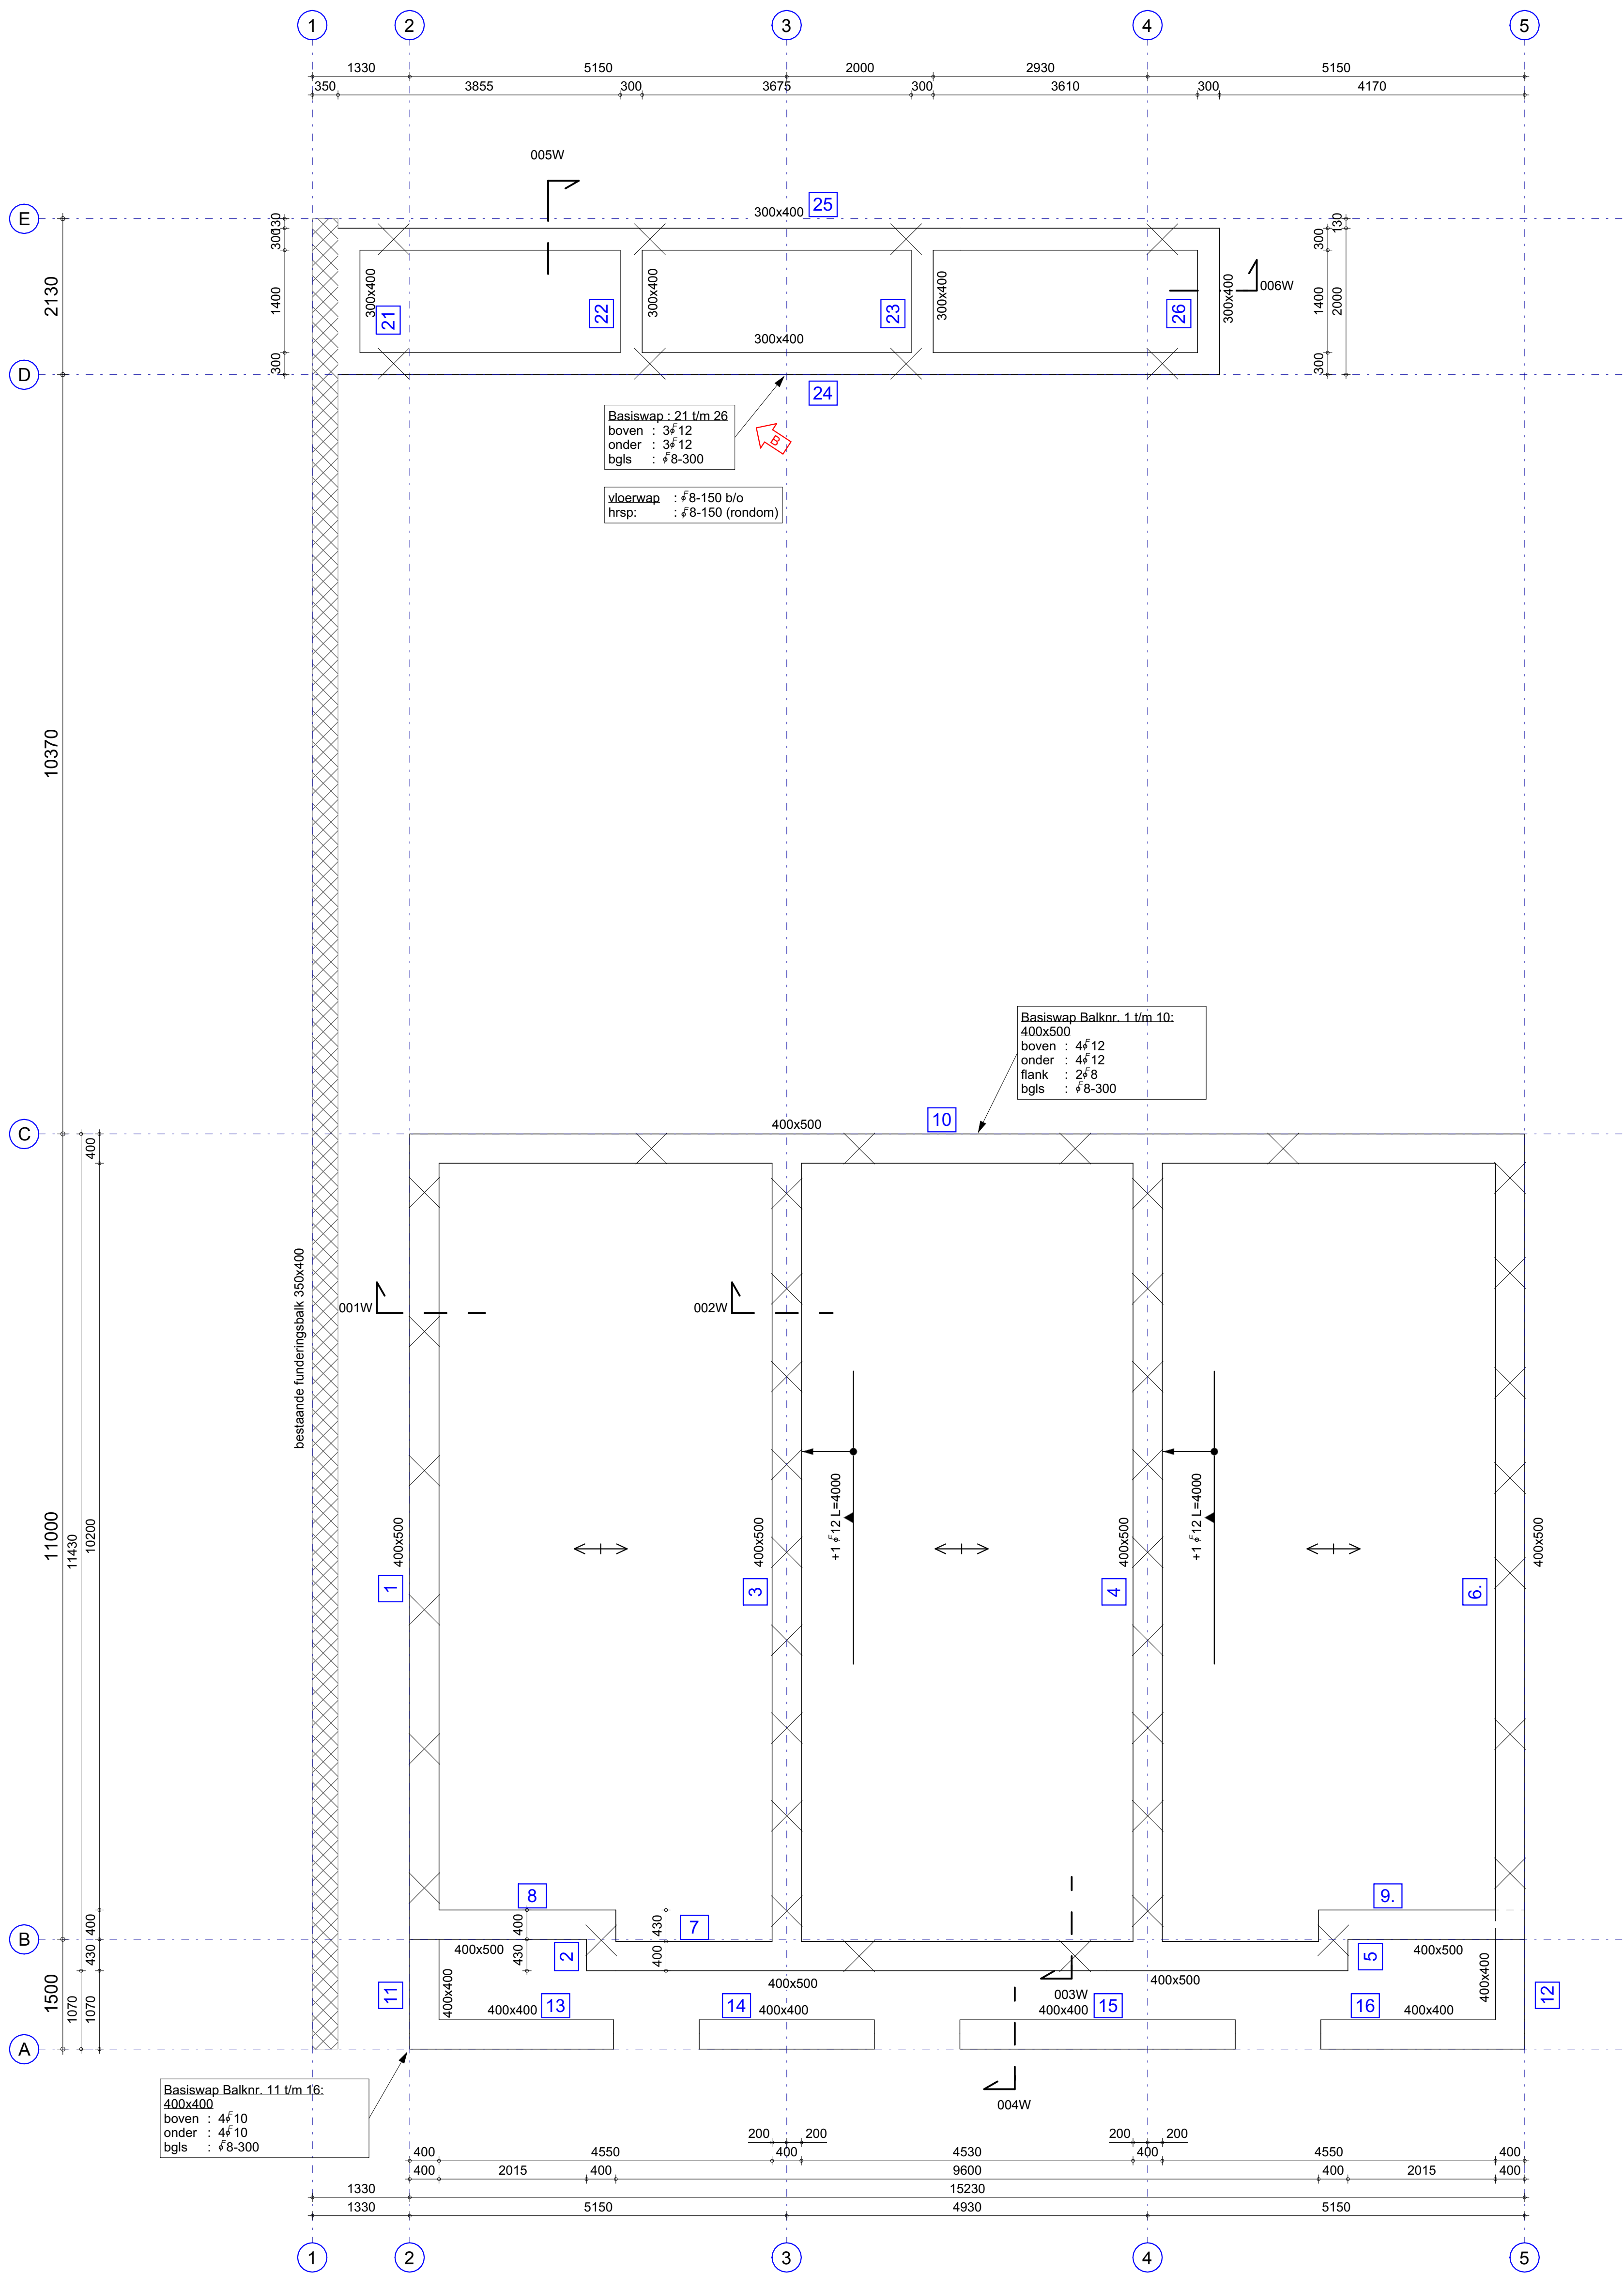 1 2 3 4 5
1330 5150 2000 2930 5150
350 3855 300 3675 300 3610 300 4170
005W
E
25
300x400
130
300
130
300
2130
1400
300x400
21
22
300x400
23
300x400
26
300x400
006W
1400
2000
300x400
300
300
D
24
Basiswap : 21 t/m 26
boven : 3 12
onder : 3 12
bgls : 8-300
B
vloerwap : 8-150 b/o
hrsp: : 8-150 (rondom)
10370
Basiswap Balknr. 1 t/m 10:
400x500
boven : 4 12
onder : 4 12
flank : 2 8
bgls : 8-300
C
10
400x500
400
bestaande funderingsbalk 350x400
001W
002W
11000
11430
10200
400x500
1
400x500
3
+1 12 L=4000
400x500
4
+1 12 L=4000
6.
400x500
8
9.
400
400
430
7
B
430
400x500
430
2
400
5
400x500
400x500
400x500
1500
1070
1070
11
400x400
003W
400x400
12
400x400
13
14
400x400
400x400
15
16
400x400
A
004W
Basiswap Balknr. 11 t/m 16:
400x400
boven : 4 10
onder : 4 10
bgls : 8-300
200 200 200 200
400 4550 400 4530 400 4550 400
400 2015 400 9600 400 2015 400
1330 15230
1330 5150 4930 5150
1 2 3 4 5